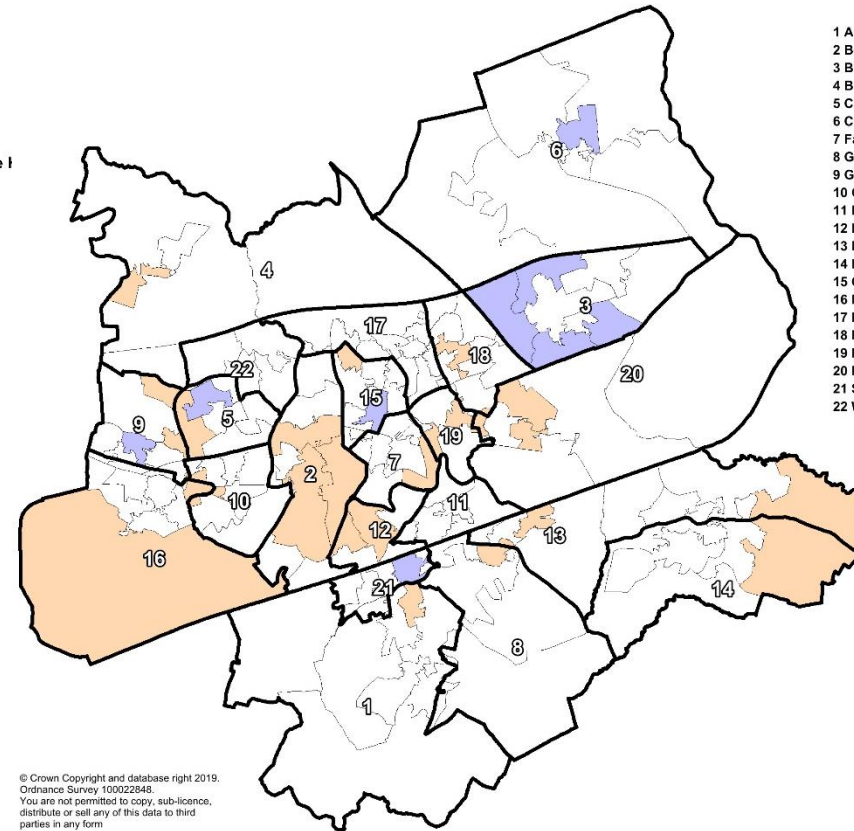 1 A
2 B
3 B
4 B
5 C
6 C
7 Fa
8 G
9 G
10
11
12
13
14
15
16
17
18
19
20
21 S
22
6
4
3
17
22
18
20
15
5
9
19
2
7
10
11
12
13
16
14
21
8
1
© Crown Copyright and database right 2019.
Ordnance Survey 100022848.
You are not permitted to copy, sub-licence,
distribute or sell any of this data to third
parties in any form